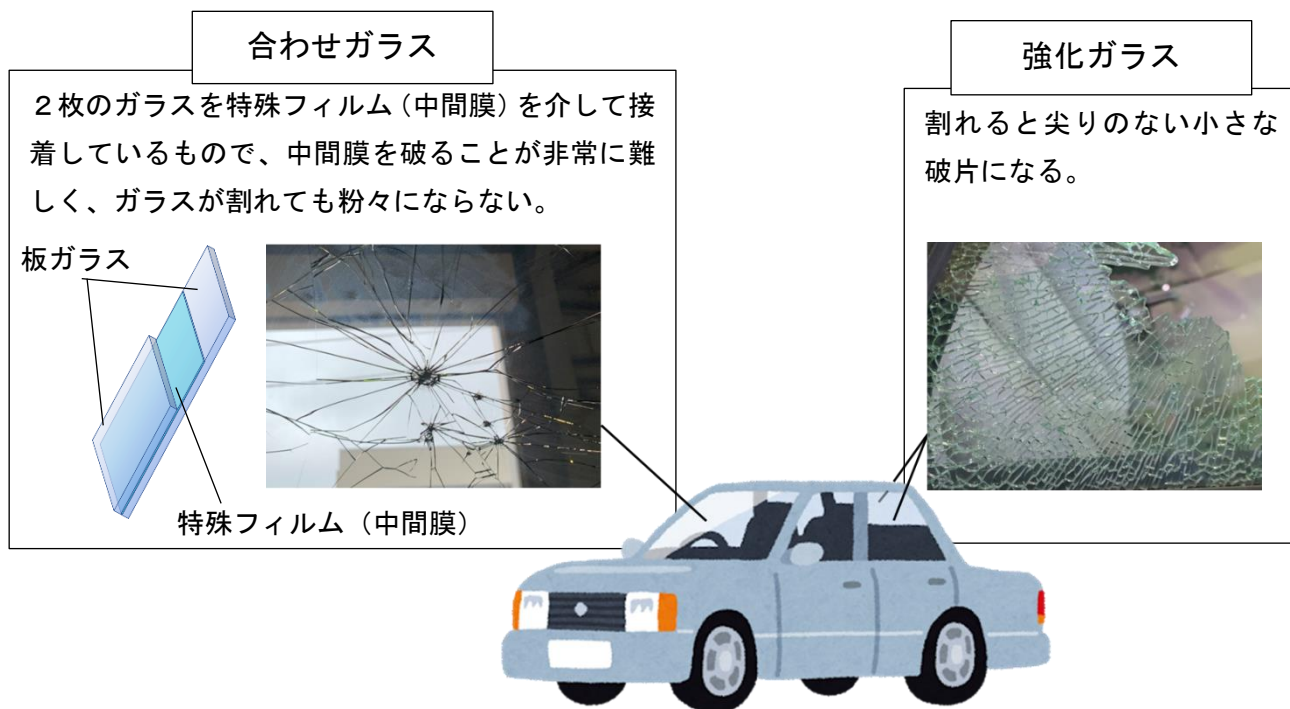 合わせガラス
２枚のガラスを特殊フィルム（中間膜）を介して接
着しているもので、中間膜を破ることが非常に難
しく、ガラスが割れても粉々にならない。
板ガラス
特殊フィルム（中間膜）
強化ガラス
割れると尖りのない小さな
破片になる。